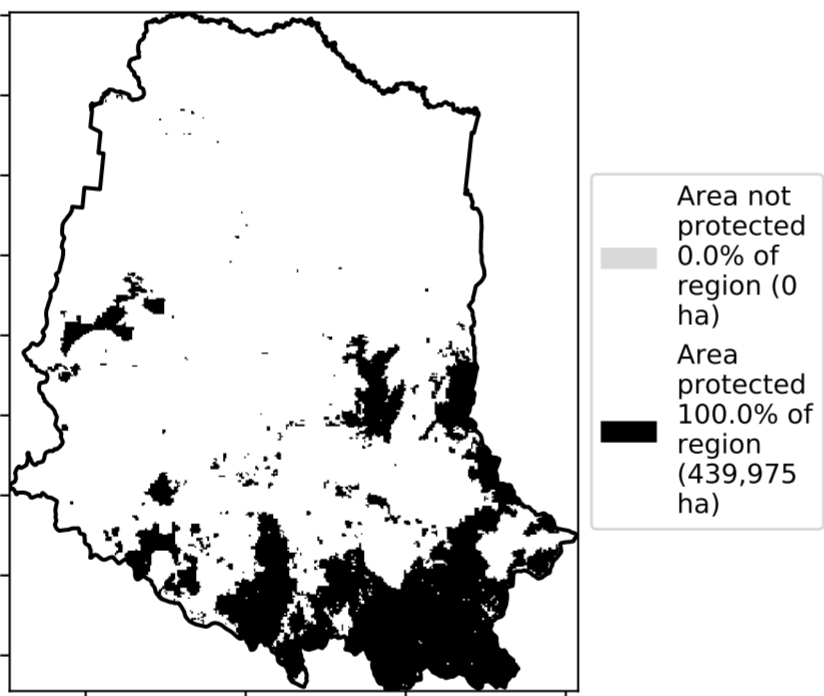 Area not
protected
0.0% of
region (0
ha)
Area
protected
100.0% of
region
(439,975
ha)